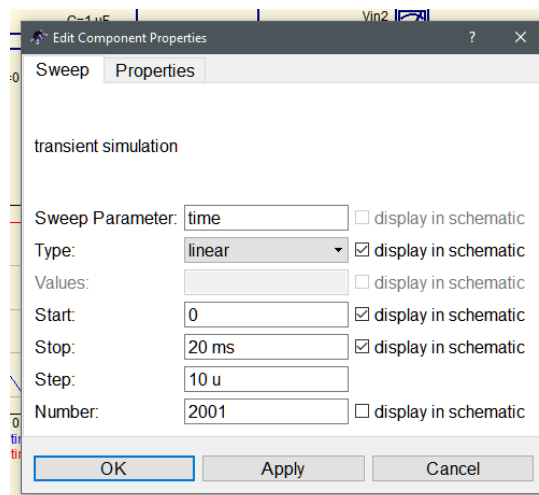 C=1 uF
Vin2
Edit Component Properties
Sweep Properties
transient simulation
Sweep Parameter: time display in schematic
Type: linear display in schematic
Values: display in schematic
Start: 0 display in schematic
Stop: 20 ms display in schematic
Step: 10 u
Number: 2001 display in schematic
OK Apply Cancel